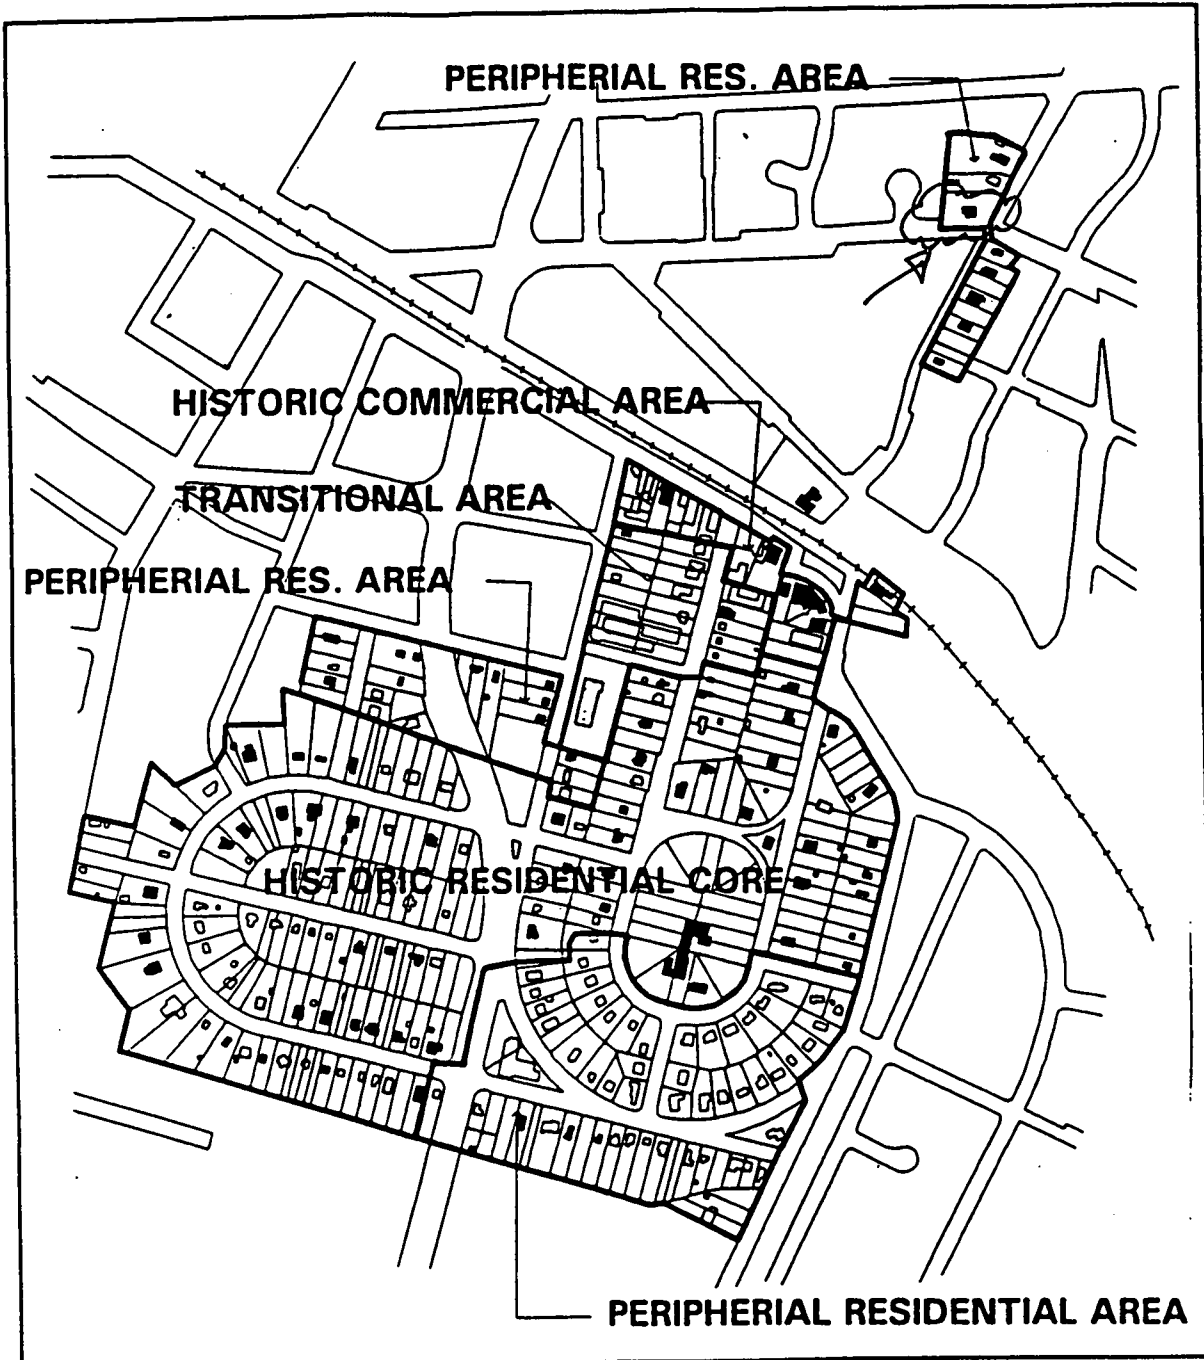 PERIPHERIAL RES. AREA
HISTORIC COMMERCIAL AREA
TRANSITIONAL AREA
PERIPHERIAL RES. AREA
HISTORIC RESIDENTIAL CORE
PERIPHERIAL RESIDENTIAL AREA